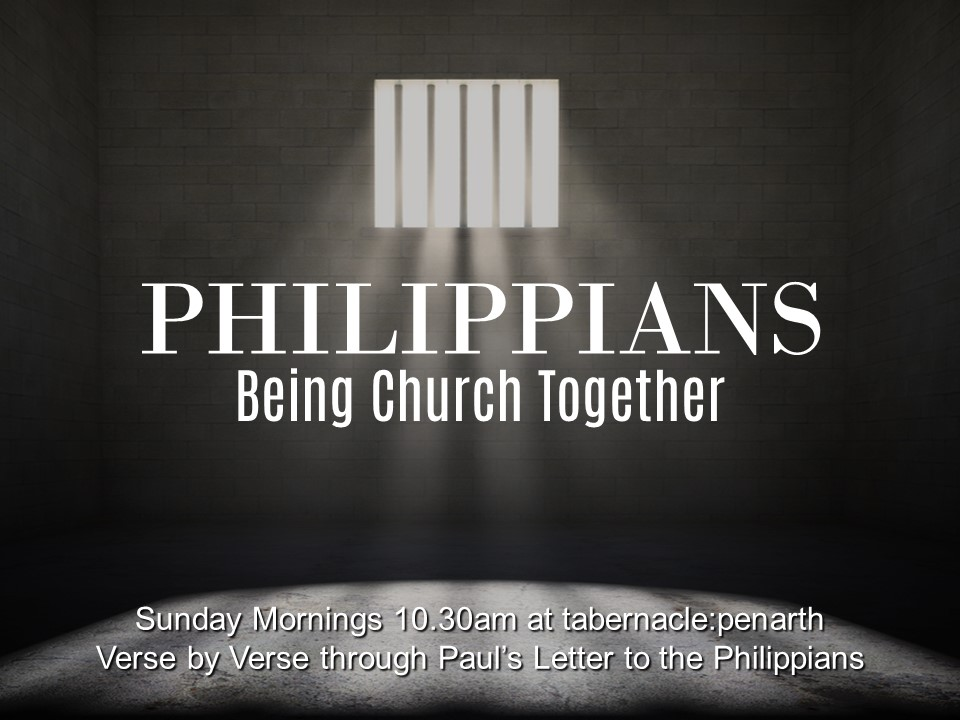 PHILIPPIANS
Being Church Together
Sunday Mornings 10.30am at tabernacle:penarth
Verse by Verse through Paul's Letter to the Philippians